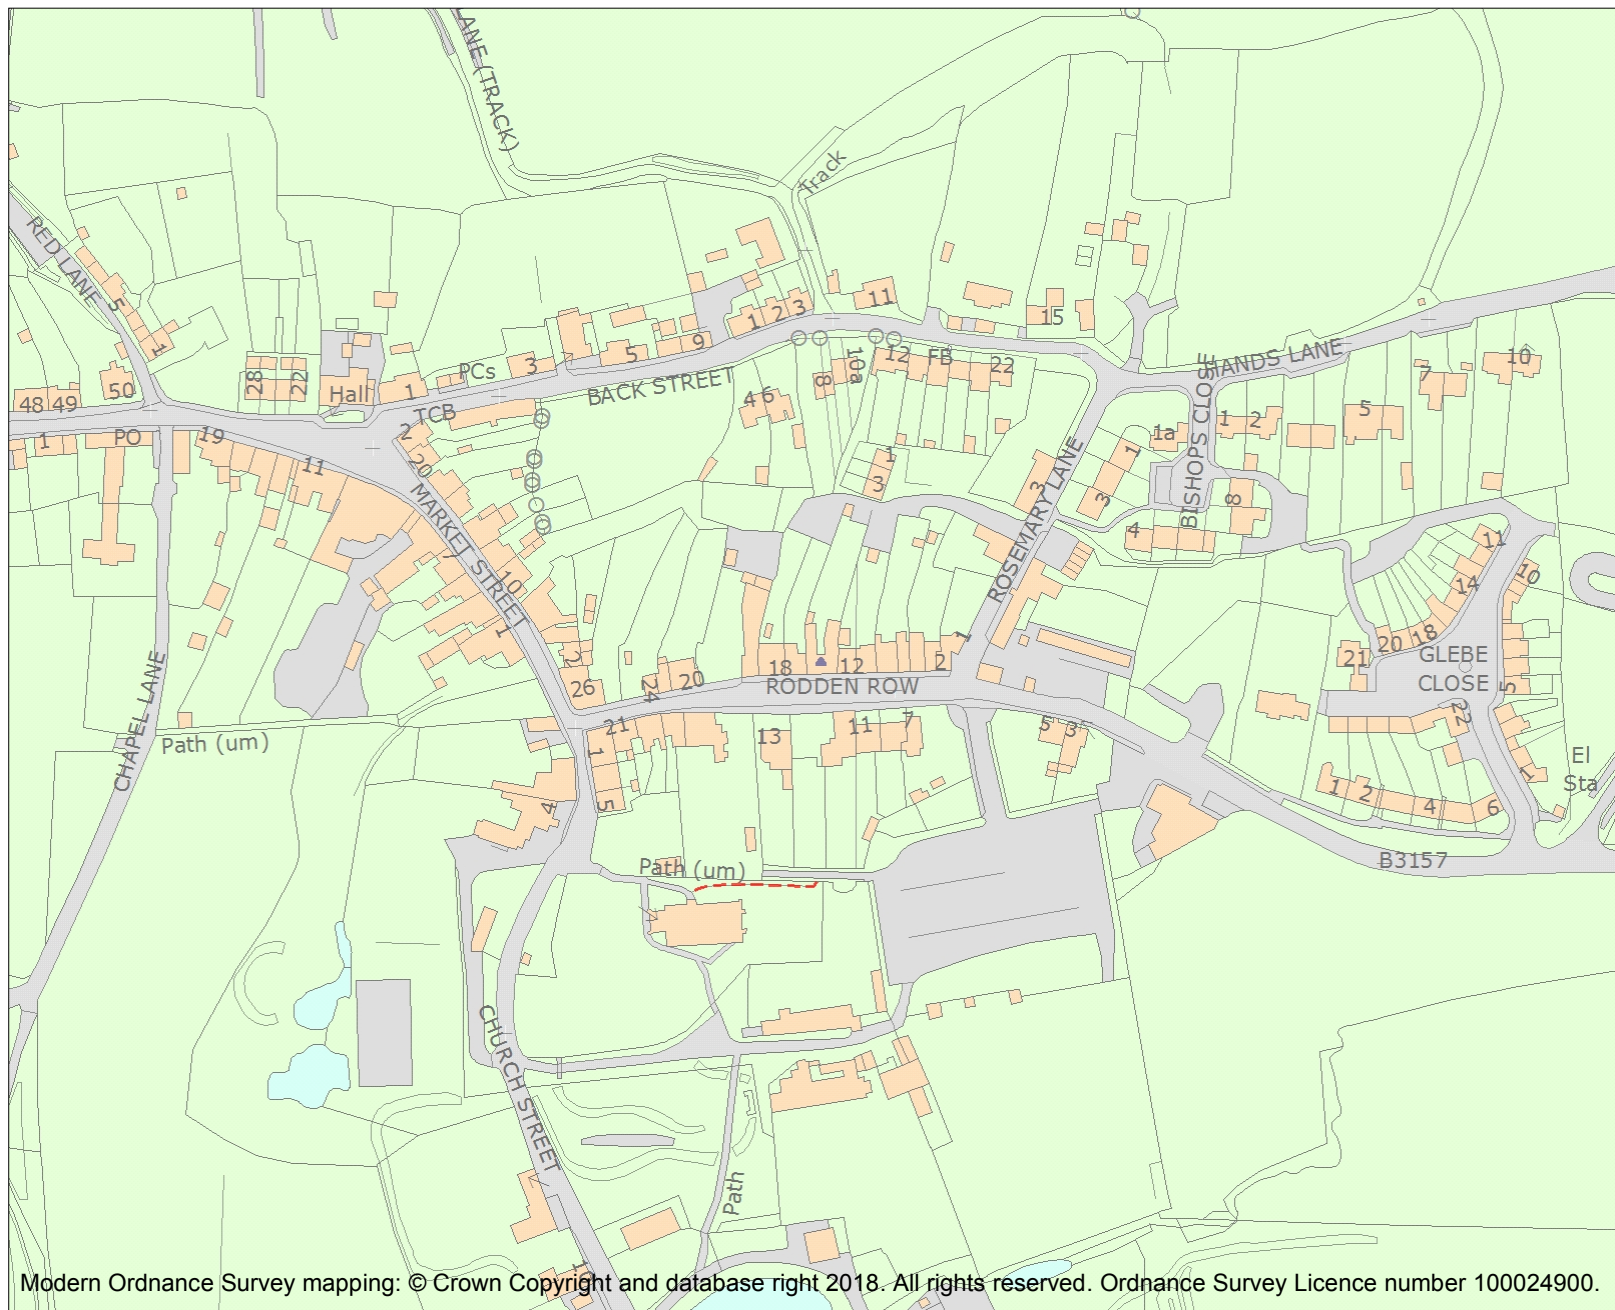 LANE (TRACK)
Track
RED LANE
5
1
48 49
50
28
22
Hall
1
PCs
3
5
9
1 2 3
11
15
HANDS LANE
10
7
5
BACK STREET
TCB
4 6
8
10a
12
FB
22
1
PO
19
11
2
20
MARKET STREET
7
10
1
1
3
3
ROSEMARY LANE
1
3
1a
BISHOPS CLOSE
1 2
8
4
11
10
14
18
20
21
GLEBE
CLOSE
5
22
1
El
Sta
1 2 4 6
B3157
2
26
24
20
18
12
2
1
RODDEN ROW
21
1
5
13
11
7
5
3
4
CHAPEL LANE
Path (um)
Path (um)
CHURCH STREET
Path
1
Modern Ordnance Survey mapping: © Crown Copyright and database right 2018. All rights reserved. Ordnance Survey Licence number 100024900.